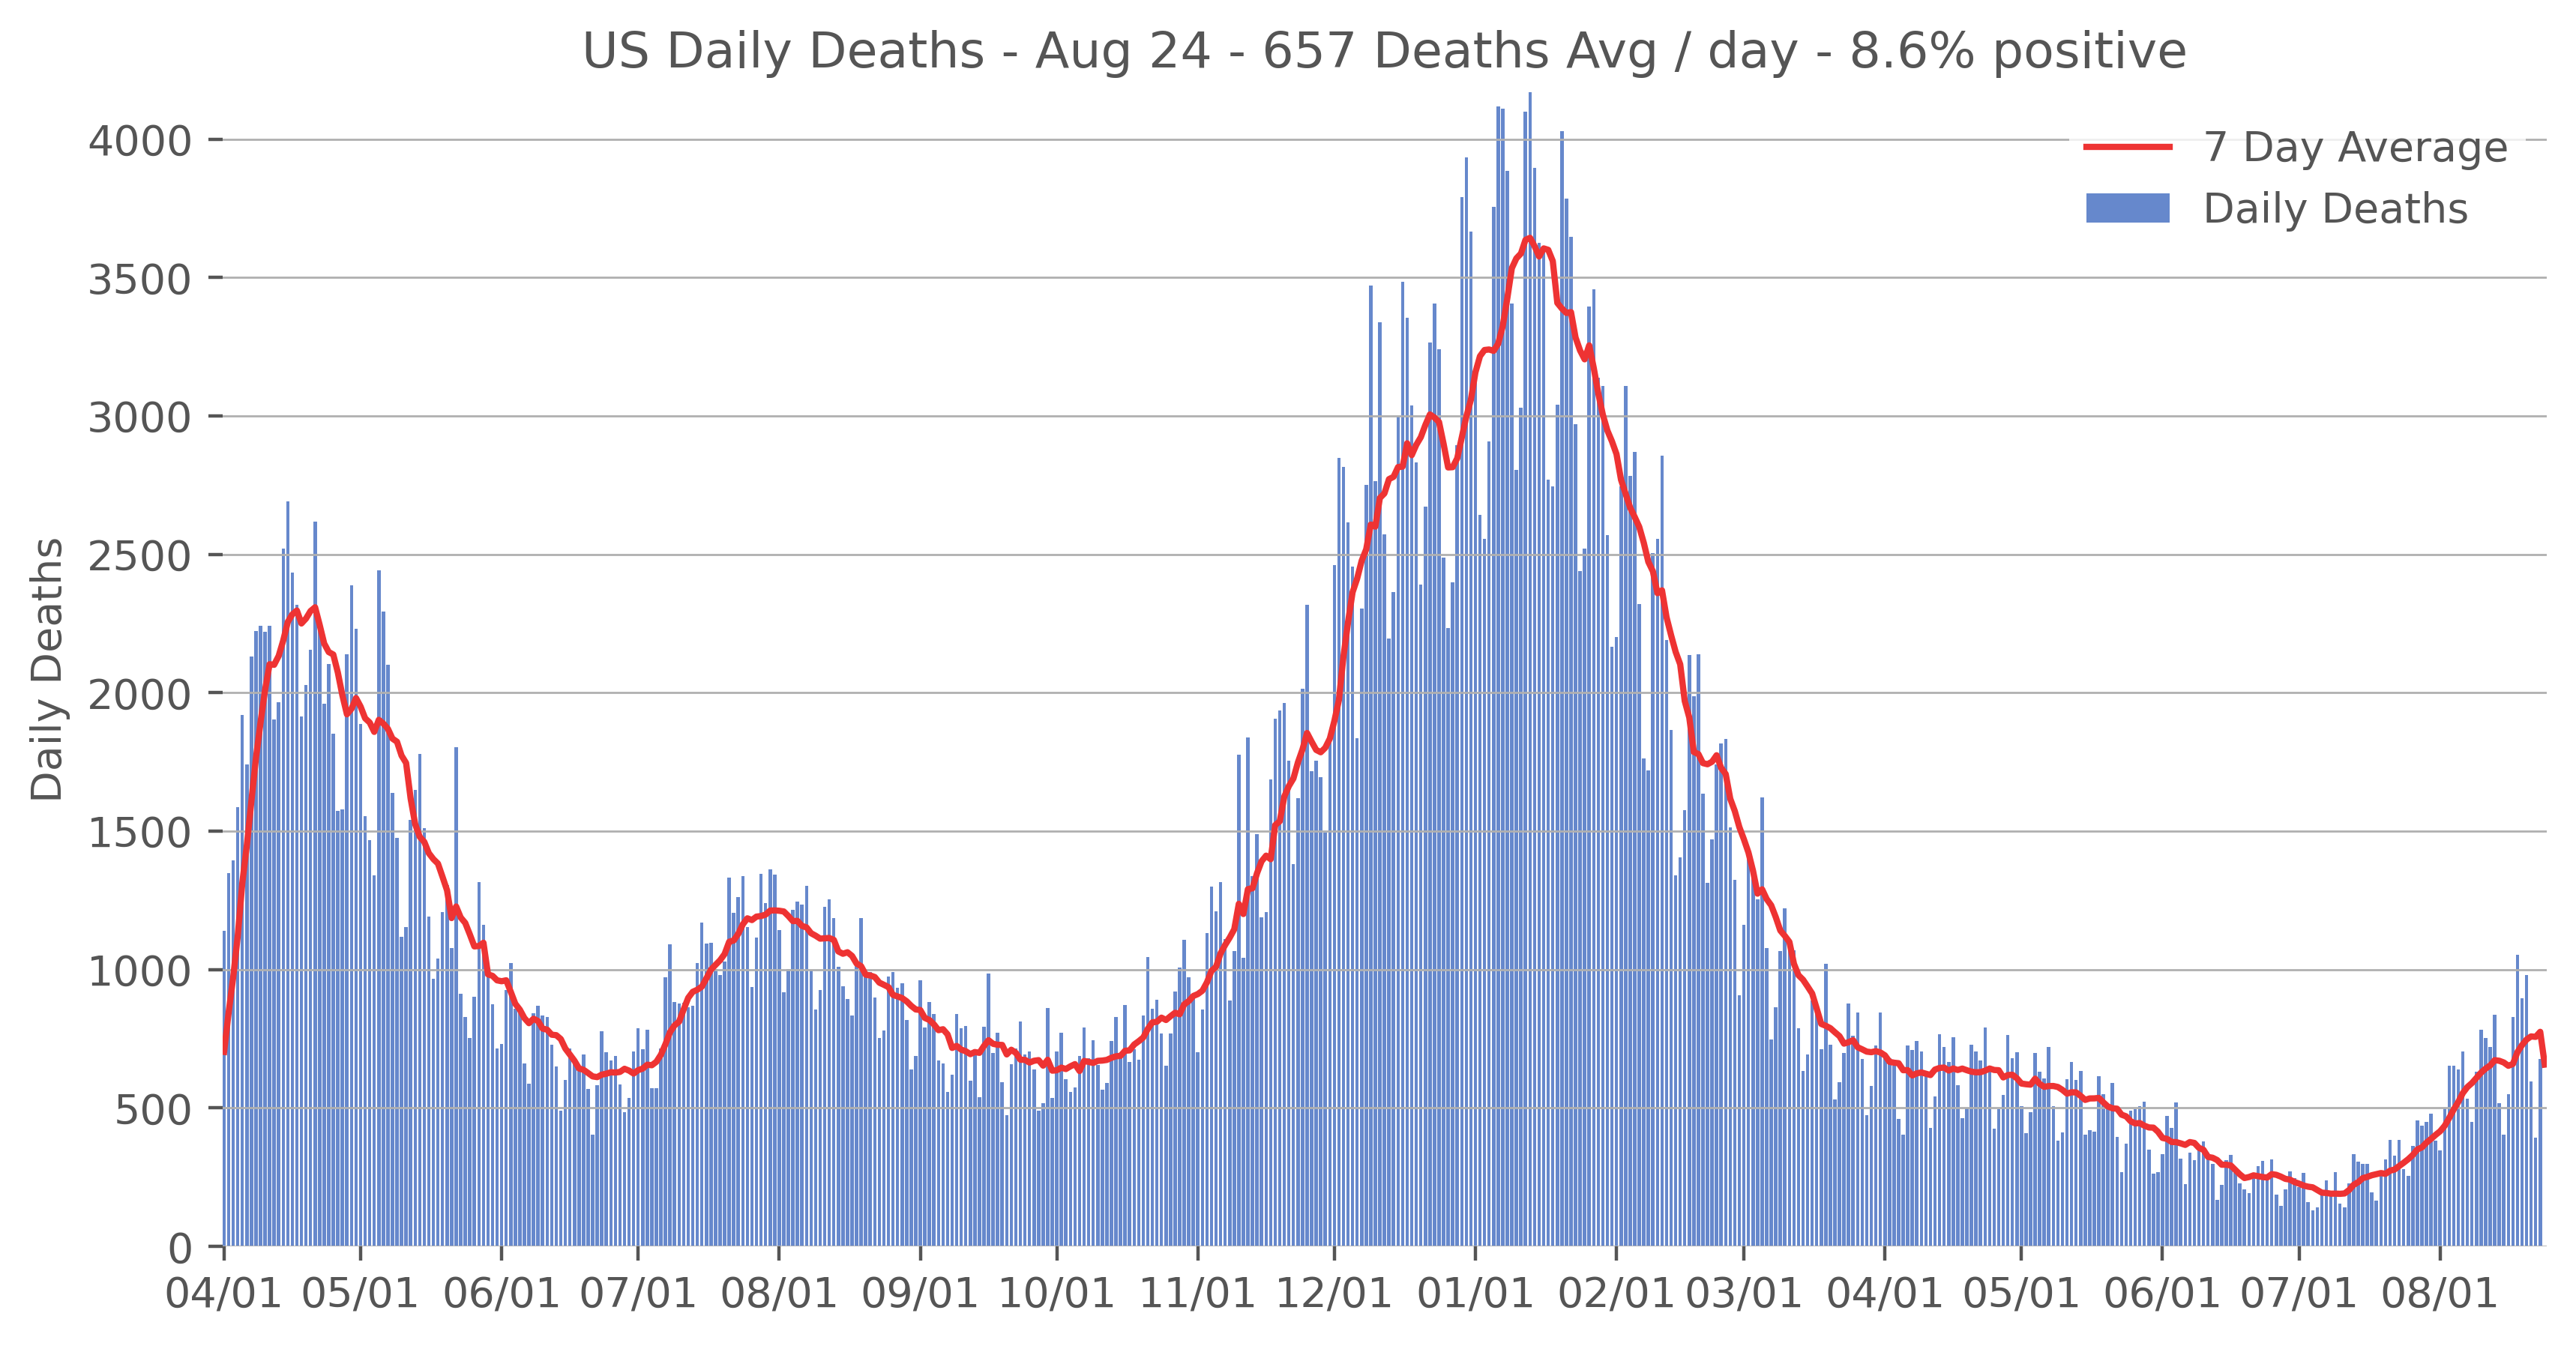 US Daily Deaths - Aug 24 - 657 Deaths Avg / day - 8.6% positive
7 Day Average
Daily Deaths
Daily Deaths
4000
3500
3000
2500
2000
1500
1000
500
0
04/01 05/01 06/01 07/01 08/01 09/01 10/01 11/01 12/01 01/01 02/01 03/01 04/01 05/01 06/01 07/01 08/01